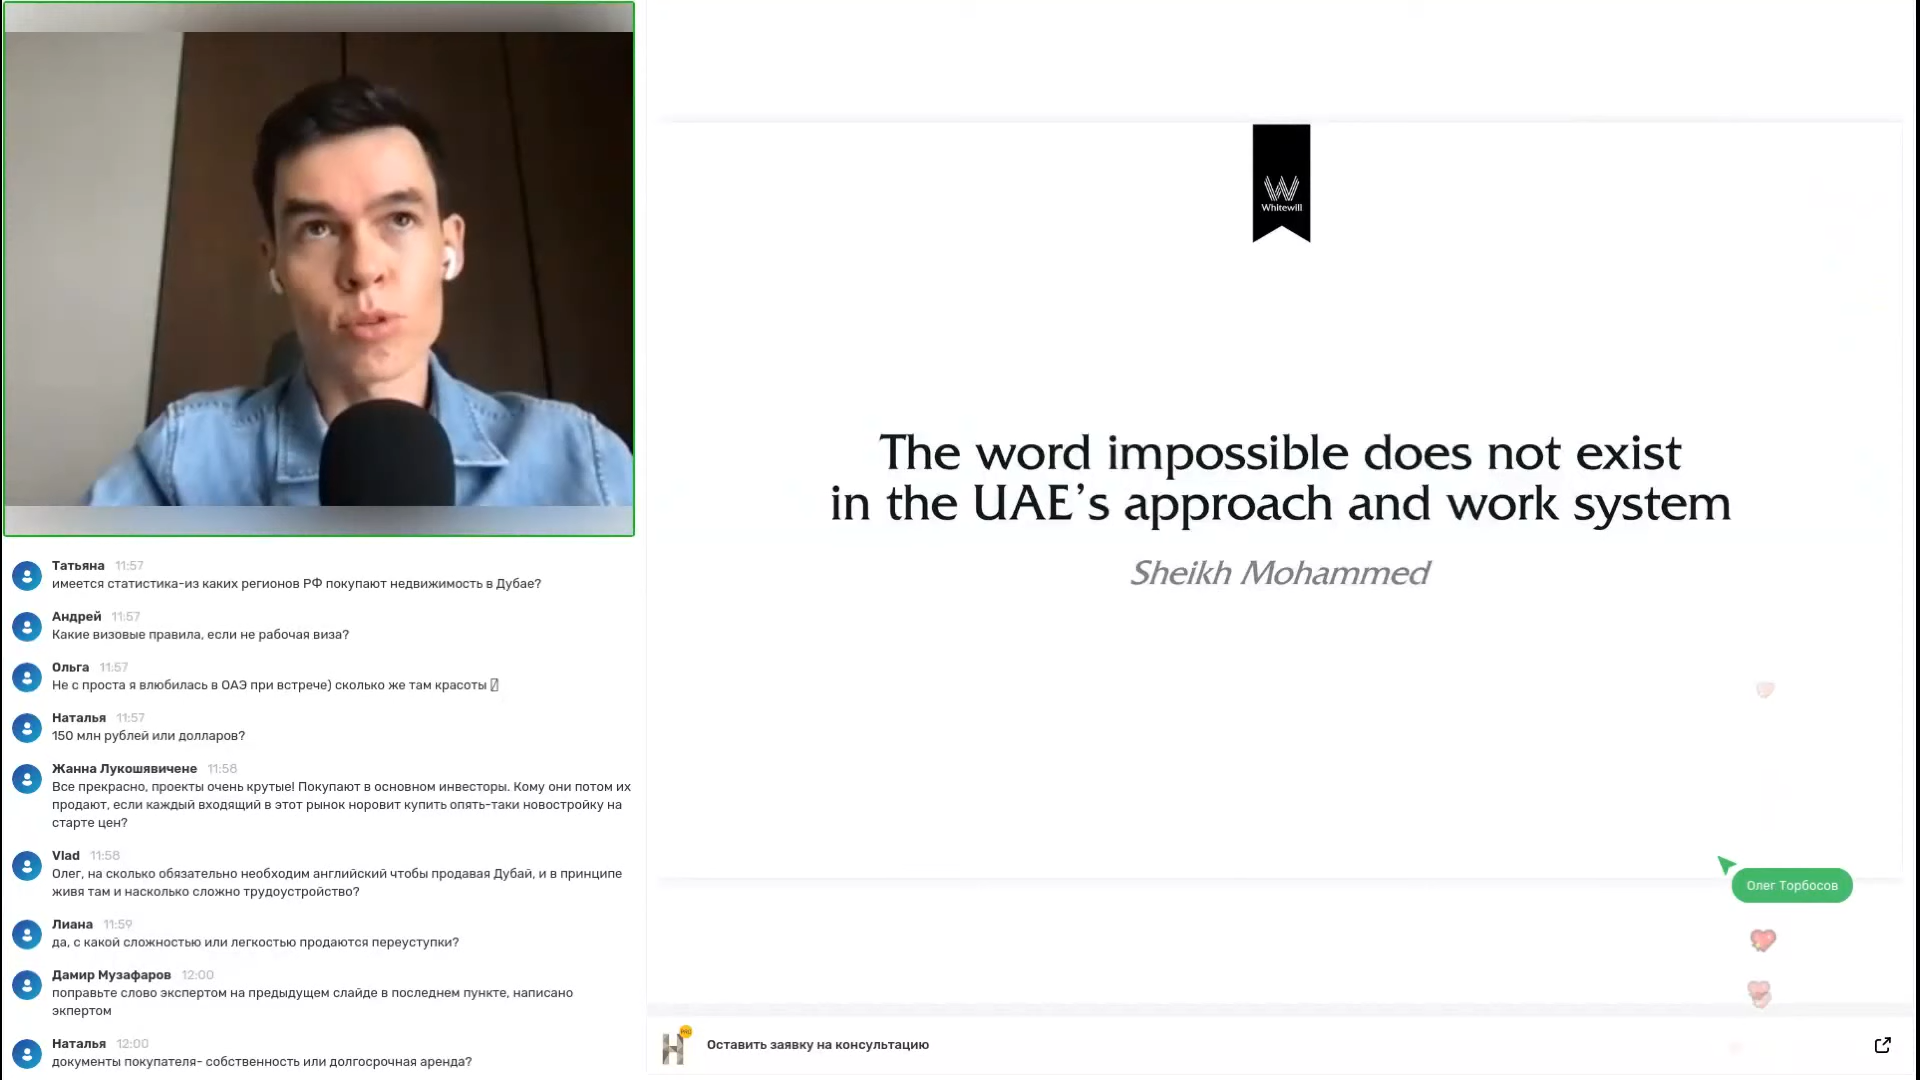 Whitewill
The word impossible does not exist
in the UAE’s approach and work system
Sheikh Mohammed
Олег Торбосов
Татьяна 11:57
имеется статистика-из каких регионов РФ покупают недвижимость в Дубае?
Андрей 11:57
Какие визовые правила, если не рабочая виза?
Ольга 11:57
Не с проста я влюбилась в ОАЭ при встрече) сколько же там красоты
Наталья 11:57
150 млн рублей или долларов?
Жанна Лукошявичене 11:58
Все прекрасно, проекты очень крутые! Покупают в основном инвесторы. Кому они потом их
продают, если каждый входящий в этот рынок норовит купить опять-таки новостройку на
старте цен?
Vlad 11:58
Олег, на сколько обязательно необходим английский чтобы продавая Дубай, и в принципе
живя там и насколько сложно трудоустройство?
Лиана 11:59
да, с какой сложностью или легкостью продаются переуступки?
Дамир Музафаров 12:00
поправьте слово экспертом на предыдущем слайде в последнем пункте, написано
экпертом
Наталья 12:00
документы покупателя- собственность или долгосрочная аренда?
H
PRO
Оставить заявку на консультацию